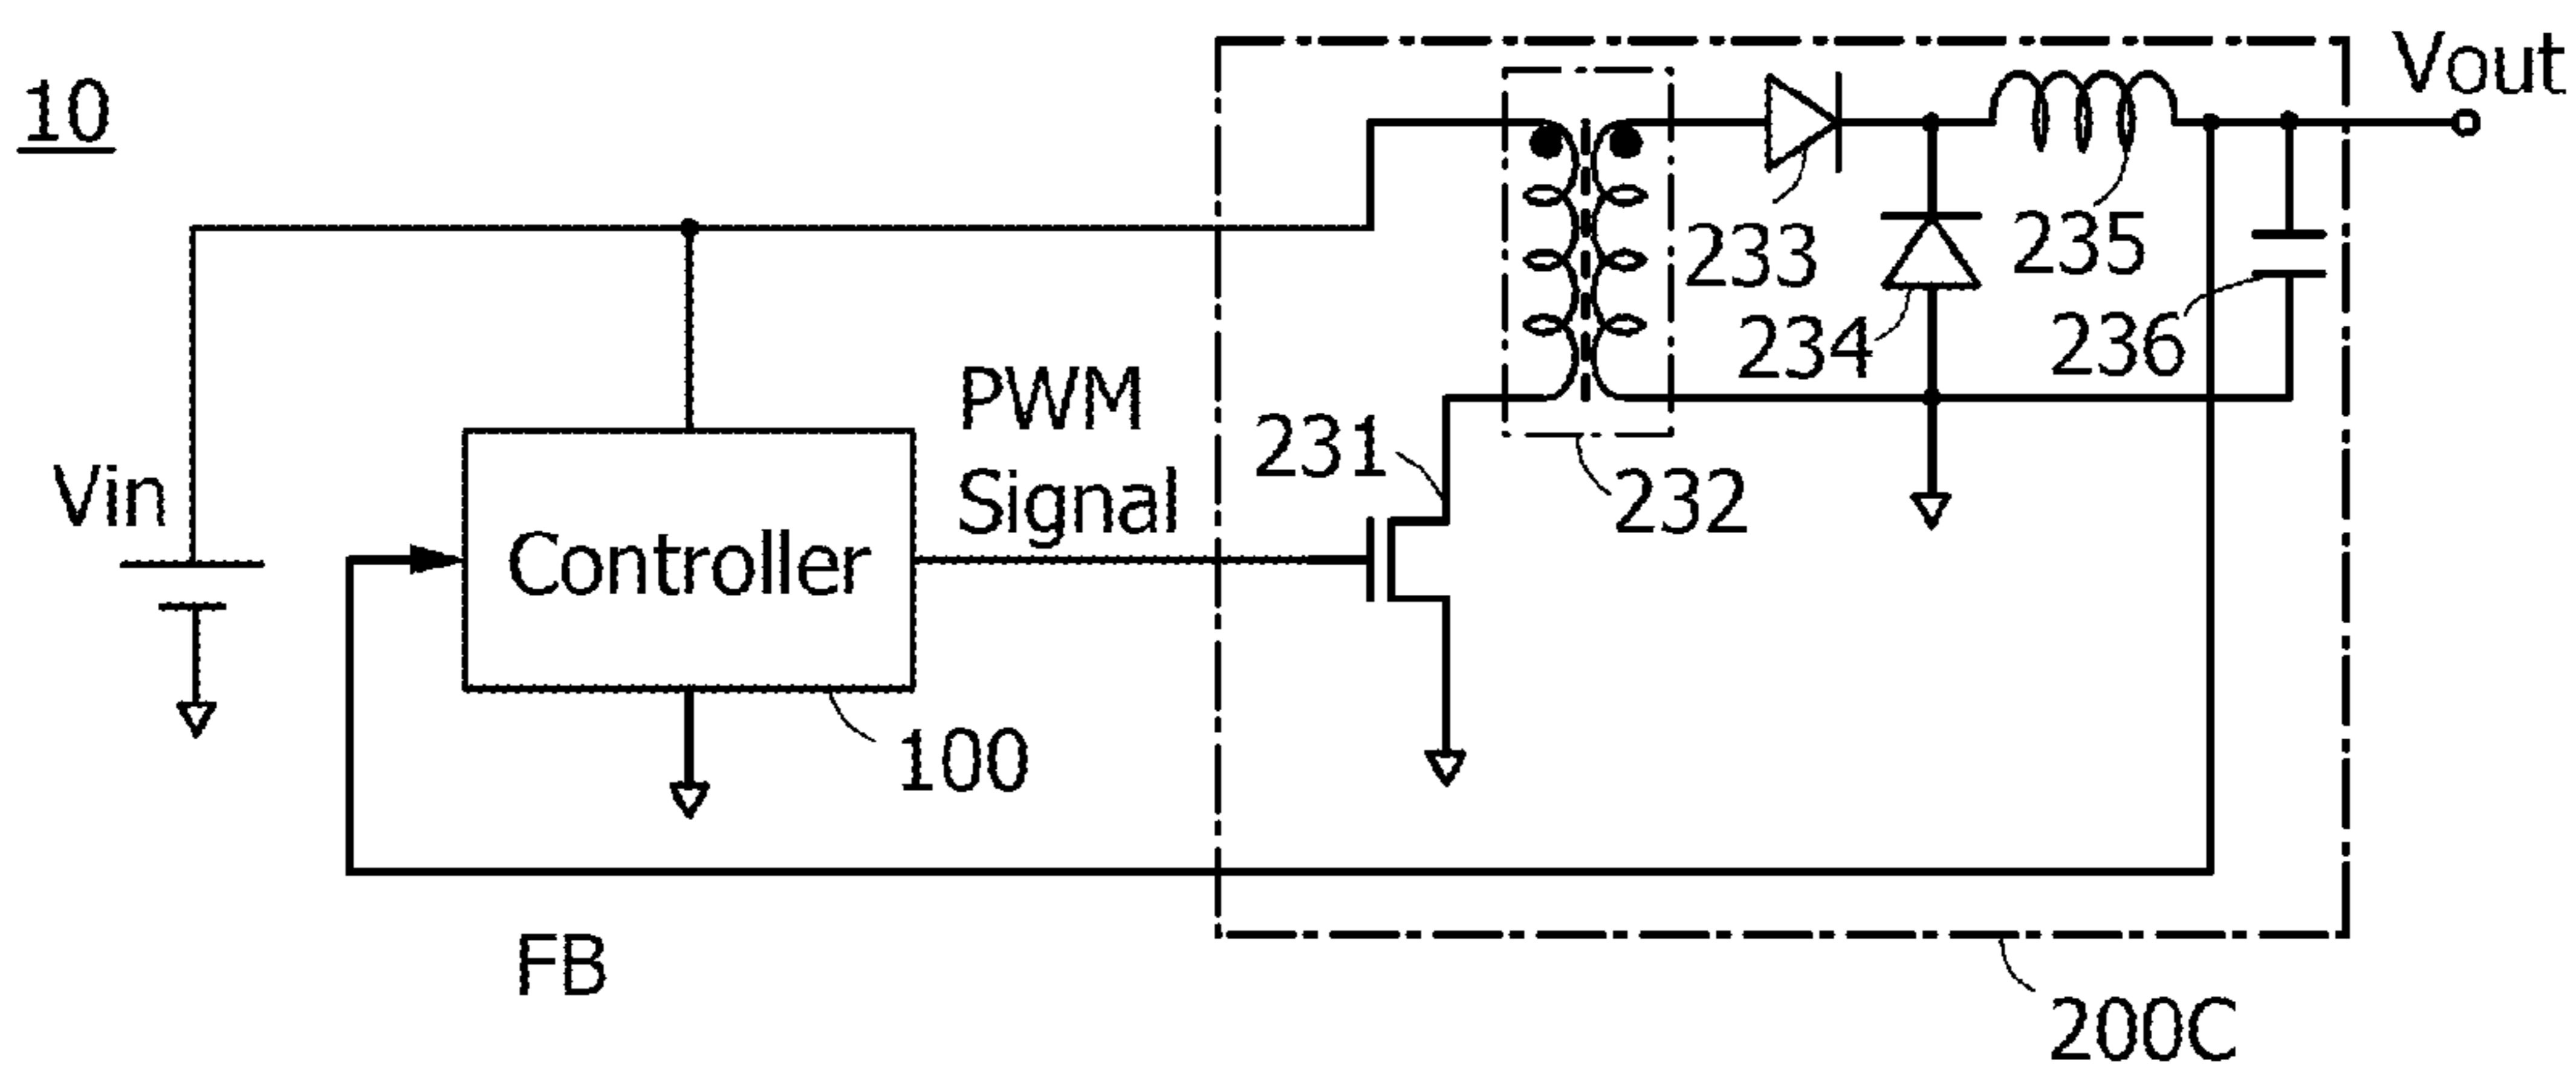 10
Vout
Vin
Controller
100
PWM
Signal
231
232
233
234
235
236
FB
200C